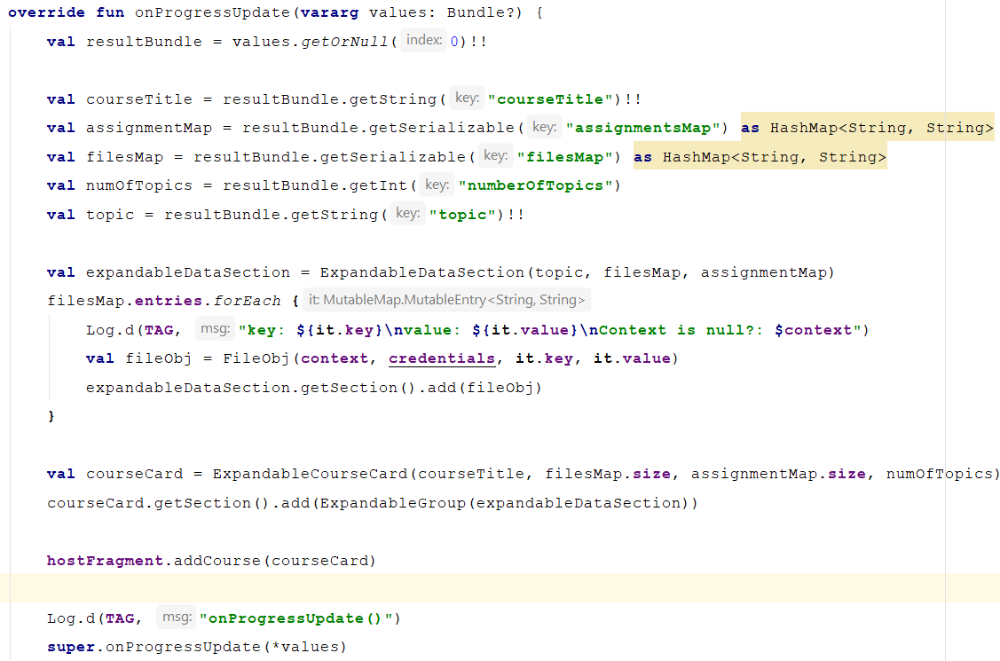 override fun onProgressUpdate(vararg values: Bundle?) {
val resultBundle = values.getOrNull( index: 0)!!
val courseTitle = resultBundle.getString( key: "courseTitle")!!
val assignmentMap = resultBundle.getSerializable( key: "assignmentsMap") as HashMap<String, String>
val filesMap = resultBundle.getSerializable( key: "filesMap") as HashMap<String, String>
val numOfTopics = resultBundle.getInt( key: "numberOfTopics")
val topic = resultBundle.getString( key: "topic")!!
val expandableDataSection = ExpandableDataSection(topic, filesMap, assignmentMap)
filesMap.entries.forEach { it: MutableMap.MutableEntry<String, String>
Log.d(TAG, msg: "key: ${it.key}\nvalue: ${it.value}\nContext is null?: $context")
val fileObj = FileObj(context, credentials, it.key, it.value)
expandableDataSection.getSection().add(fileObj)
}
val courseCard = ExpandableCourseCard(courseTitle, filesMap.size, assignmentMap.size, numOfTopics)
courseCard.getSection().add(ExpandableGroup(expandableDataSection))
hostFragment.addCourse(courseCard)
Log.d(TAG, msg: "onProgressUpdate()")
super.onProgressUpdate(*values)